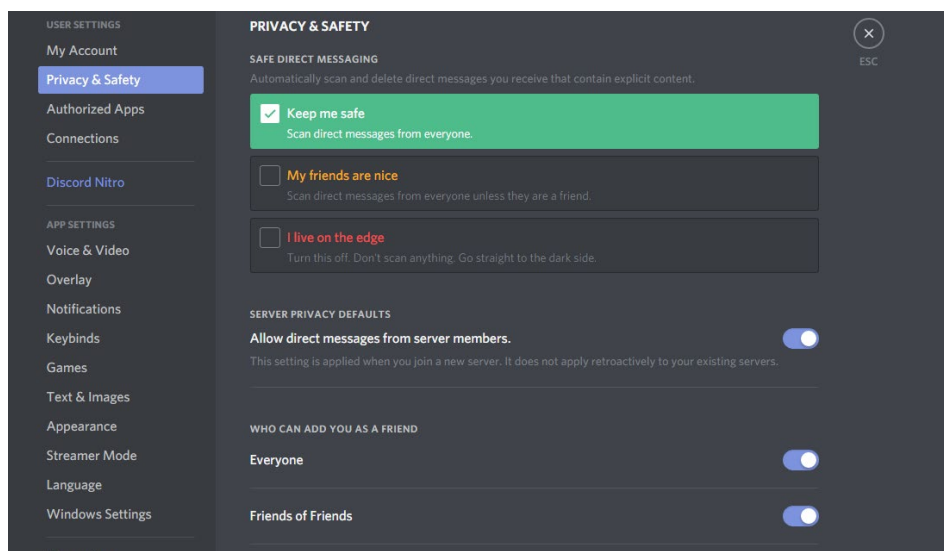 USER SETTINGS
My Account
Privacy & Safety
Authorized Apps
Connections
Discord Nitro
APP SETTINGS
Voice & Video
Overlay
Notifications
Keybinds
Games
Text & Images
Appearance
Streamer Mode
Language
Windows Settings
PRIVACY & SAFETY
SAFE DIRECT MESSAGING
Automatically scan and delete direct messages you receive that contain explicit content.
Keep me safe
Scan direct messages from everyone.
My friends are nice
Scan direct messages from everyone unless they are a friend.
I live on the edge
Turn this off. Don't scan anything. Go straight to the dark side.
SERVER PRIVACY DEFAULTS
Allow direct messages from server members.
This setting is applied when you join a new server. It does not apply retroactively to your existing servers.
WHO CAN ADD YOU AS A FRIEND
Everyone
Friends of Friends
ESC